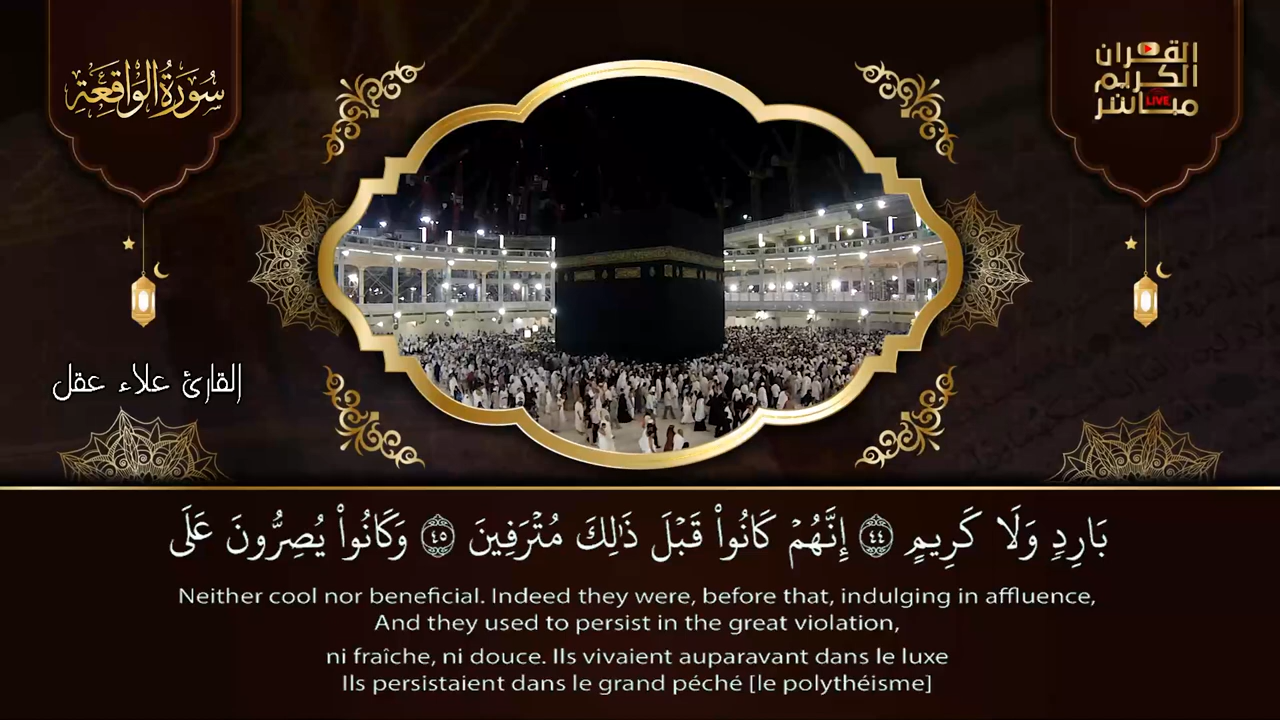 سُورَةُ الْوَاقِعَةِ
القرآن
الكريم
مباشر
LIVE
القارئ علاء عقل
بَارِدٖ وَلَا كَرِيمٍ ٤٤ إِنَّهُمۡ كَانُواْ قَبۡلَ ذَٰلِكَ مُتۡرَفِينَ ٤٥ وَكَانُواْ يُصِرُّونَ عَلَى
Neither cool nor beneficial. Indeed they were, before that, indulging in affluence,
And they used to persist in the great violation,
ni fraîche, ni douce. Ils vivaient auparavant dans le luxe
Ils persistaient dans le grand péché [le polythéisme]